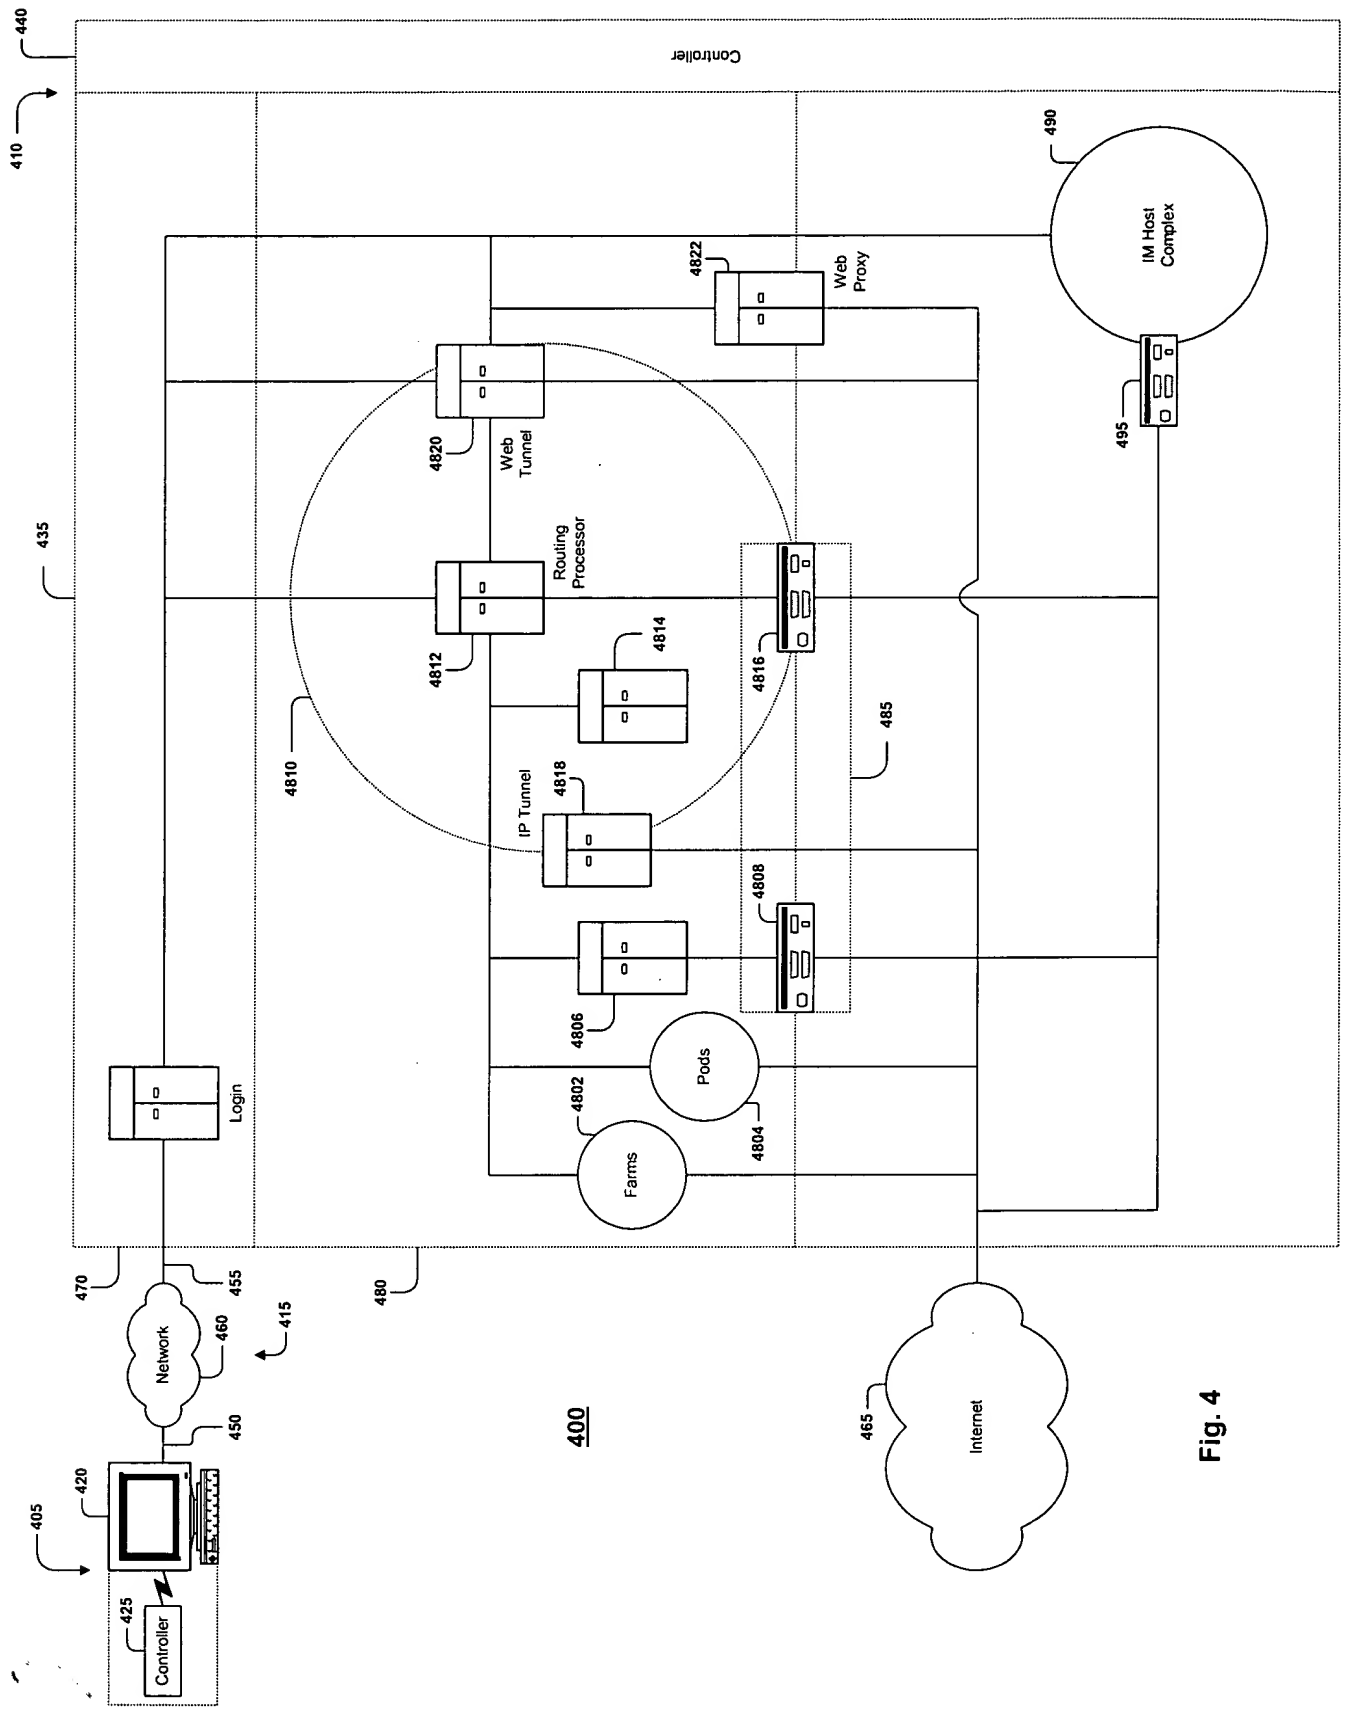 440
410
Controller
435
490
IM Host
Complex
4822
Web
Proxy
495
4820
Web
Tunnel
4812
Routing
Processor
4814
4816
4810
485
IP Tunnel
4818
4808
4806
Pods
4804
4802
Farms
Login
470
455
480
460
Network
415
450
420
405
425
Controller
400
465
Internet
Fig. 4